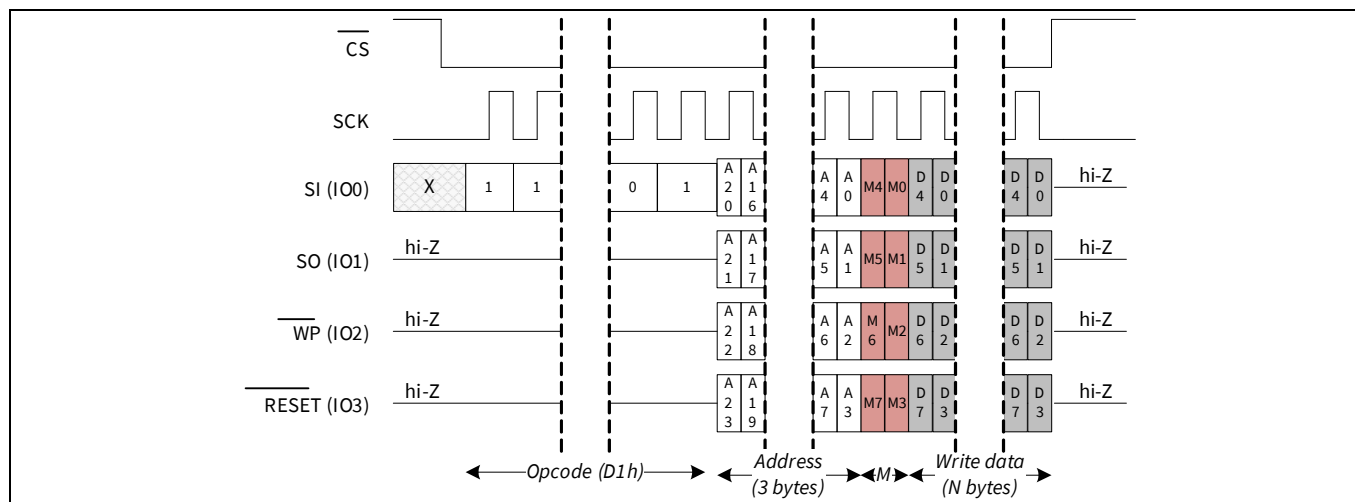 CS
SCK
SI (IO0) X 1 1 0 1 A20 A16 A4 A0 M4 M0 D4 D0 D4 D0 hi-Z
SO (IO1) hi-Z A21 A17 A5 A1 M5 M1 D5 D1 D5 D1 hi-Z
WP (IO2) hi-Z A22 A18 A6 A2 M6 M2 D6 D2 D6 D2 hi-Z
RESET (IO3) hi-Z A23 A19 A7 A3 M7 M3 D7 D3 D7 D3 hi-Z
Opcode (D1h) Address (3 bytes) M Write data (N bytes)